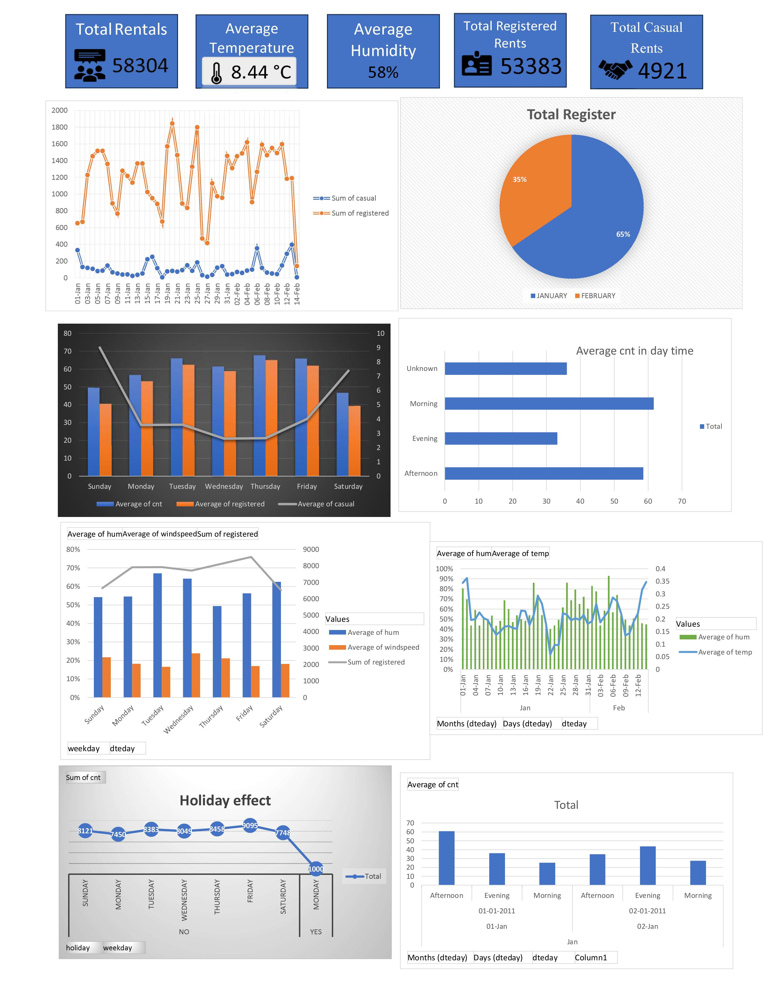 Total Rentals
58304
Average
Temperature
8.44 °C
Average
Humidity
58%
Total Registered
Rents
53383
Total Casual
Rents
4921
2000
1800
1600
1400
1200
1000
800
600
400
200
0
01-Jan
03-Jan
05-Jan
07-Jan
09-Jan
11-Jan
13-Jan
15-Jan
17-Jan
19-Jan
21-Jan
23-Jan
25-Jan
27-Jan
29-Jan
31-Jan
02-Feb
04-Feb
06-Feb
08-Feb
10-Feb
12-Feb
14-Feb
Sum of casual
Sum of registered
Total Register
35%
65%
JANUARY FEBRUARY
80
70
60
50
40
30
20
10
0
10
9
8
7
6
5
4
3
2
1
0
Sunday Monday Tuesday Wednesday Thursday Friday Saturday
Average of cnt Average of registered Average of casual
Average cnt in day time
Unknown
Morning
Evening
Afternoon
0 10 20 30 40 50 60 70
Total
Average of hum Average of windspeed Sum of registered
80%
70%
60%
50%
40%
30%
20%
10%
0%
9000
8000
7000
6000
5000
4000
3000
2000
1000
0
Sunday
Monday
Tuesday
Wednesday
Thursday
Friday
Saturday
Values
Average of hum
Average of windspeed
Sum of registered
weekday dteday
Average of hum Average of temp
100%
90%
80%
70%
60%
50%
40%
30%
20%
10%
0%
0.4
0.35
0.3
0.25
0.2
0.15
0.1
0.05
0
01-Jan
04-Jan
07-Jan
10-Jan
13-Jan
16-Jan
19-Jan
22-Jan
25-Jan
28-Jan
31-Jan
03-Feb
06-Feb
09-Feb
12-Feb
Jan Feb
Values
Average of hum
Average of temp
Months (dteday) Days (dteday) dteday
Sum of cnt
Holiday effect
8121 7450 8383 8049 8458 9095 7748
1000
Total
SUNDAY
MONDAY
TUESDAY
WEDNESDAY
THURSDAY
FRIDAY
SATURDAY
MONDAY
NO YES
holiday weekday
Average of cnt
Total
70
60
50
40
30
20
10
0
Afternoon Evening Morning Afternoon Evening Morning
01-01-2011 02-01-2011
01-Jan 02-Jan
Jan
Months (dteday) Days (dteday) dteday Column1